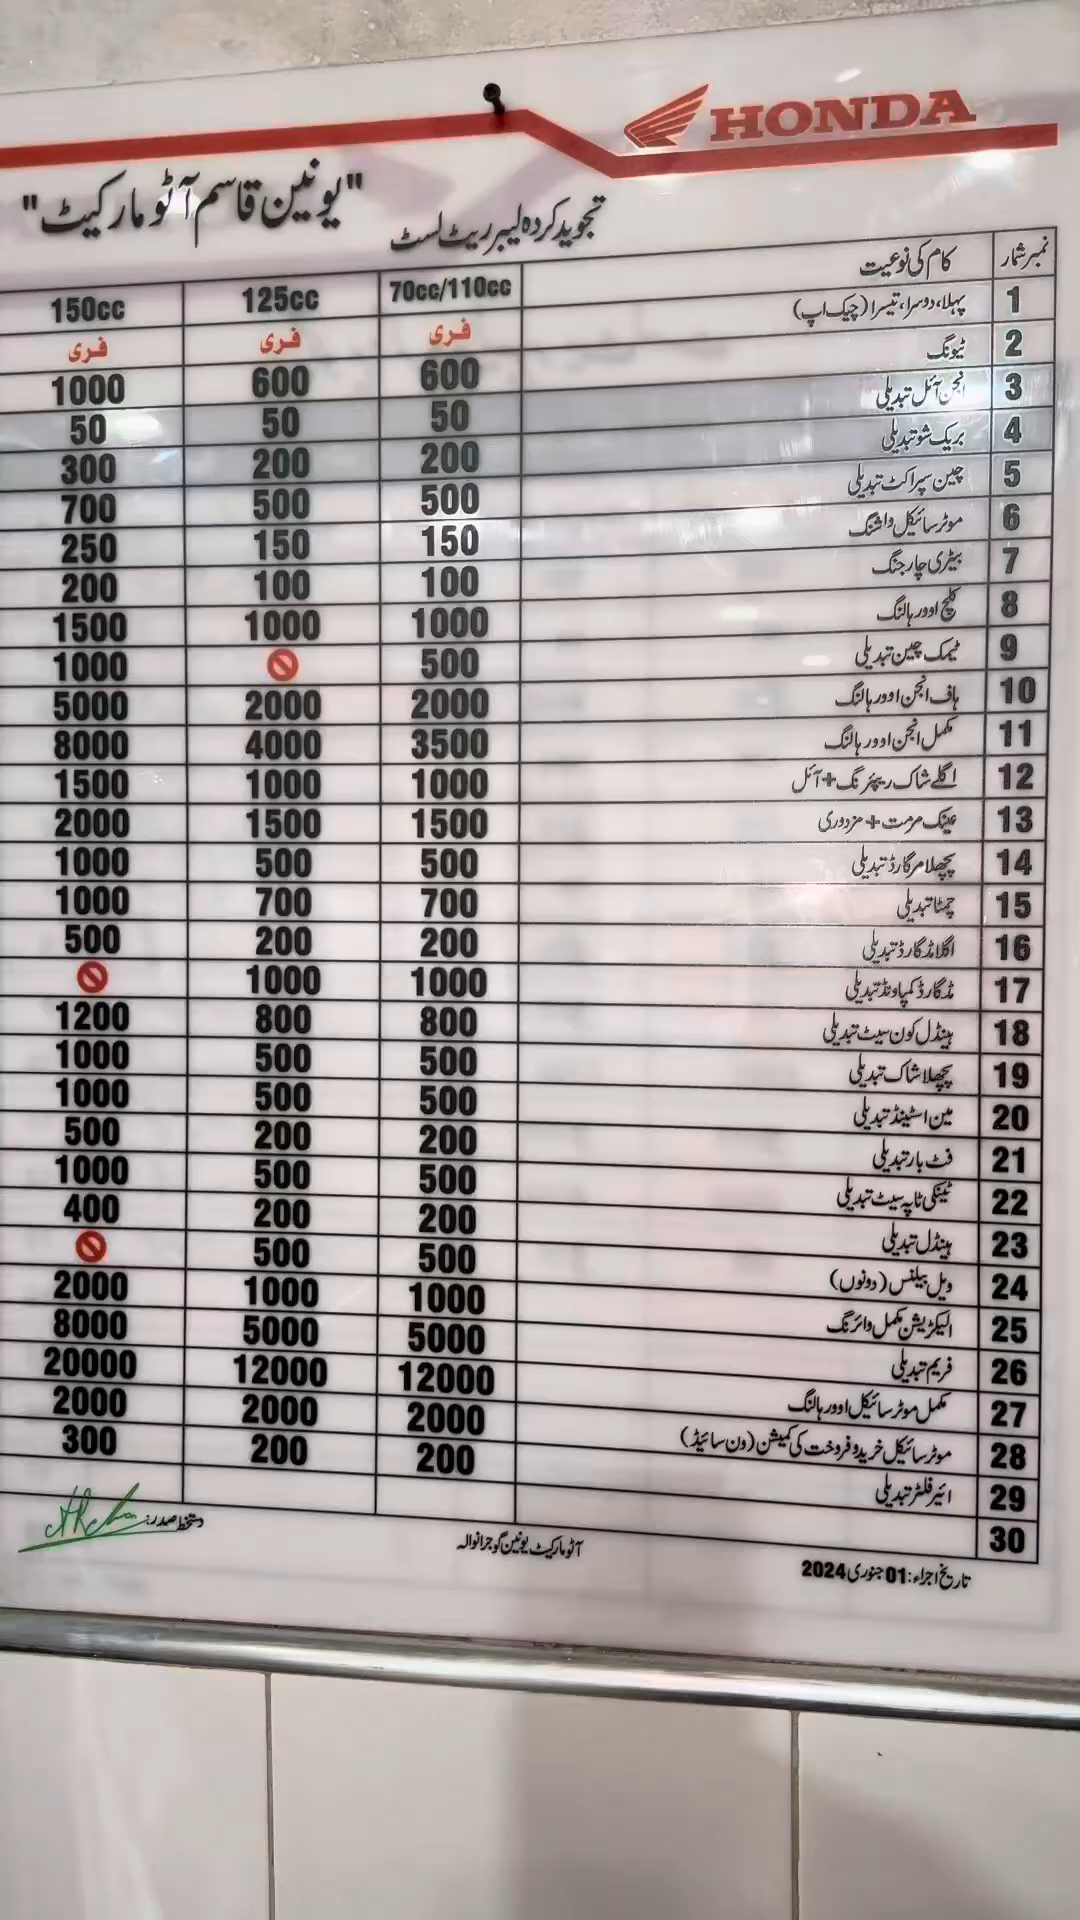 HONDA
"یونین قاسم آٹو مارکیٹ"
تجویدکردہ لیبر ریٹ لسٹ
نمبر شمار کام کی نوعیت 70cc/110cc 125cc 150cc
1 پہلا، دوسرا، تیسرا (چیک اپ) فری فری فری
2 ٹیونگ 600 600 1000
3 انجن آئل تبدیلی 50 50 50
4 بریک شو تبدیلی 200 200 300
5 چین سپراکٹ تبدیلی 500 500 700
6 موٹر سائیکل واشنگ 150 150 250
7 بیٹری چارجنگ 100 100 200
8 کلچ اوور ہالنگ 1000 1000 1500
9 ٹیمک چین تبدیلی 500 1000
10 ہاف انجن اوور ہالنگ 2000 2000 5000
11 مکمل انجن اوور ہالنگ 3500 4000 8000
12 اگلے شاک ریپئرنگ + آئل 1000 1000 1500
13 عینک مرمت + مزدوری 1500 1500 2000
14 پچھلا مرگارڈ تبدیلی 500 500 1000
15 چمٹا تبدیلی 700 700 1000
16 اگلا مڈگارڈ تبدیلی 200 200 500
17 مڈگارڈ کمپاونڈ تبدیلی 1000 1000
18 ہینڈل کون سیٹ تبدیلی 800 800 1200
19 پچھلا شاک تبدیلی 500 500 1000
20 مین اسٹینڈ تبدیلی 500 500 1000
21 فٹ بار تبدیلی 200 200 500
22 ٹینکی ٹاپہ سیٹ تبدیلی 500 500 1000
23 ہینڈل تبدیلی 200 200 400
24 ویل بیلنس (دونوں) 500 500
25 الیکٹریشن مکمل وائرنگ 1000 1000 2000
26 فریم تبدیلی 5000 5000 8000
27 مکمل موٹر سائیکل اوور ہالنگ 12000 12000 20000
28 موٹر سائیکل خرید و فروخت کی کمیشن (ون سائیڈ) 2000 2000 2000
29 ائیر فلٹر تبدیلی 200 200 300
30
دستخط صدر:
آٹو مارکیٹ یونین گوجرانوالہ
تاریخ اجراء: 01 جنوری 2024